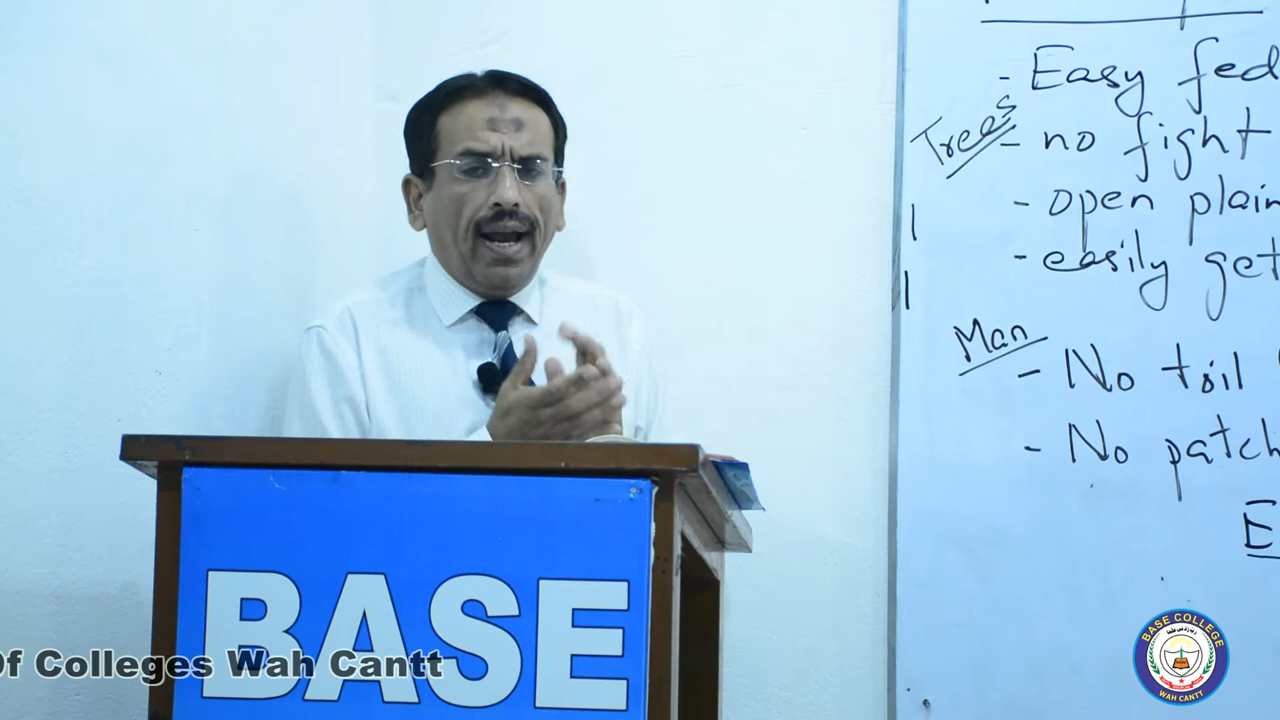 - Easy fed
Trees
- no fight
- open plain
- easily get
Man
- No toil
- No patch
E
BASE
Of Colleges Wah Cantt
BASE COLLEGE
WAH CANTT